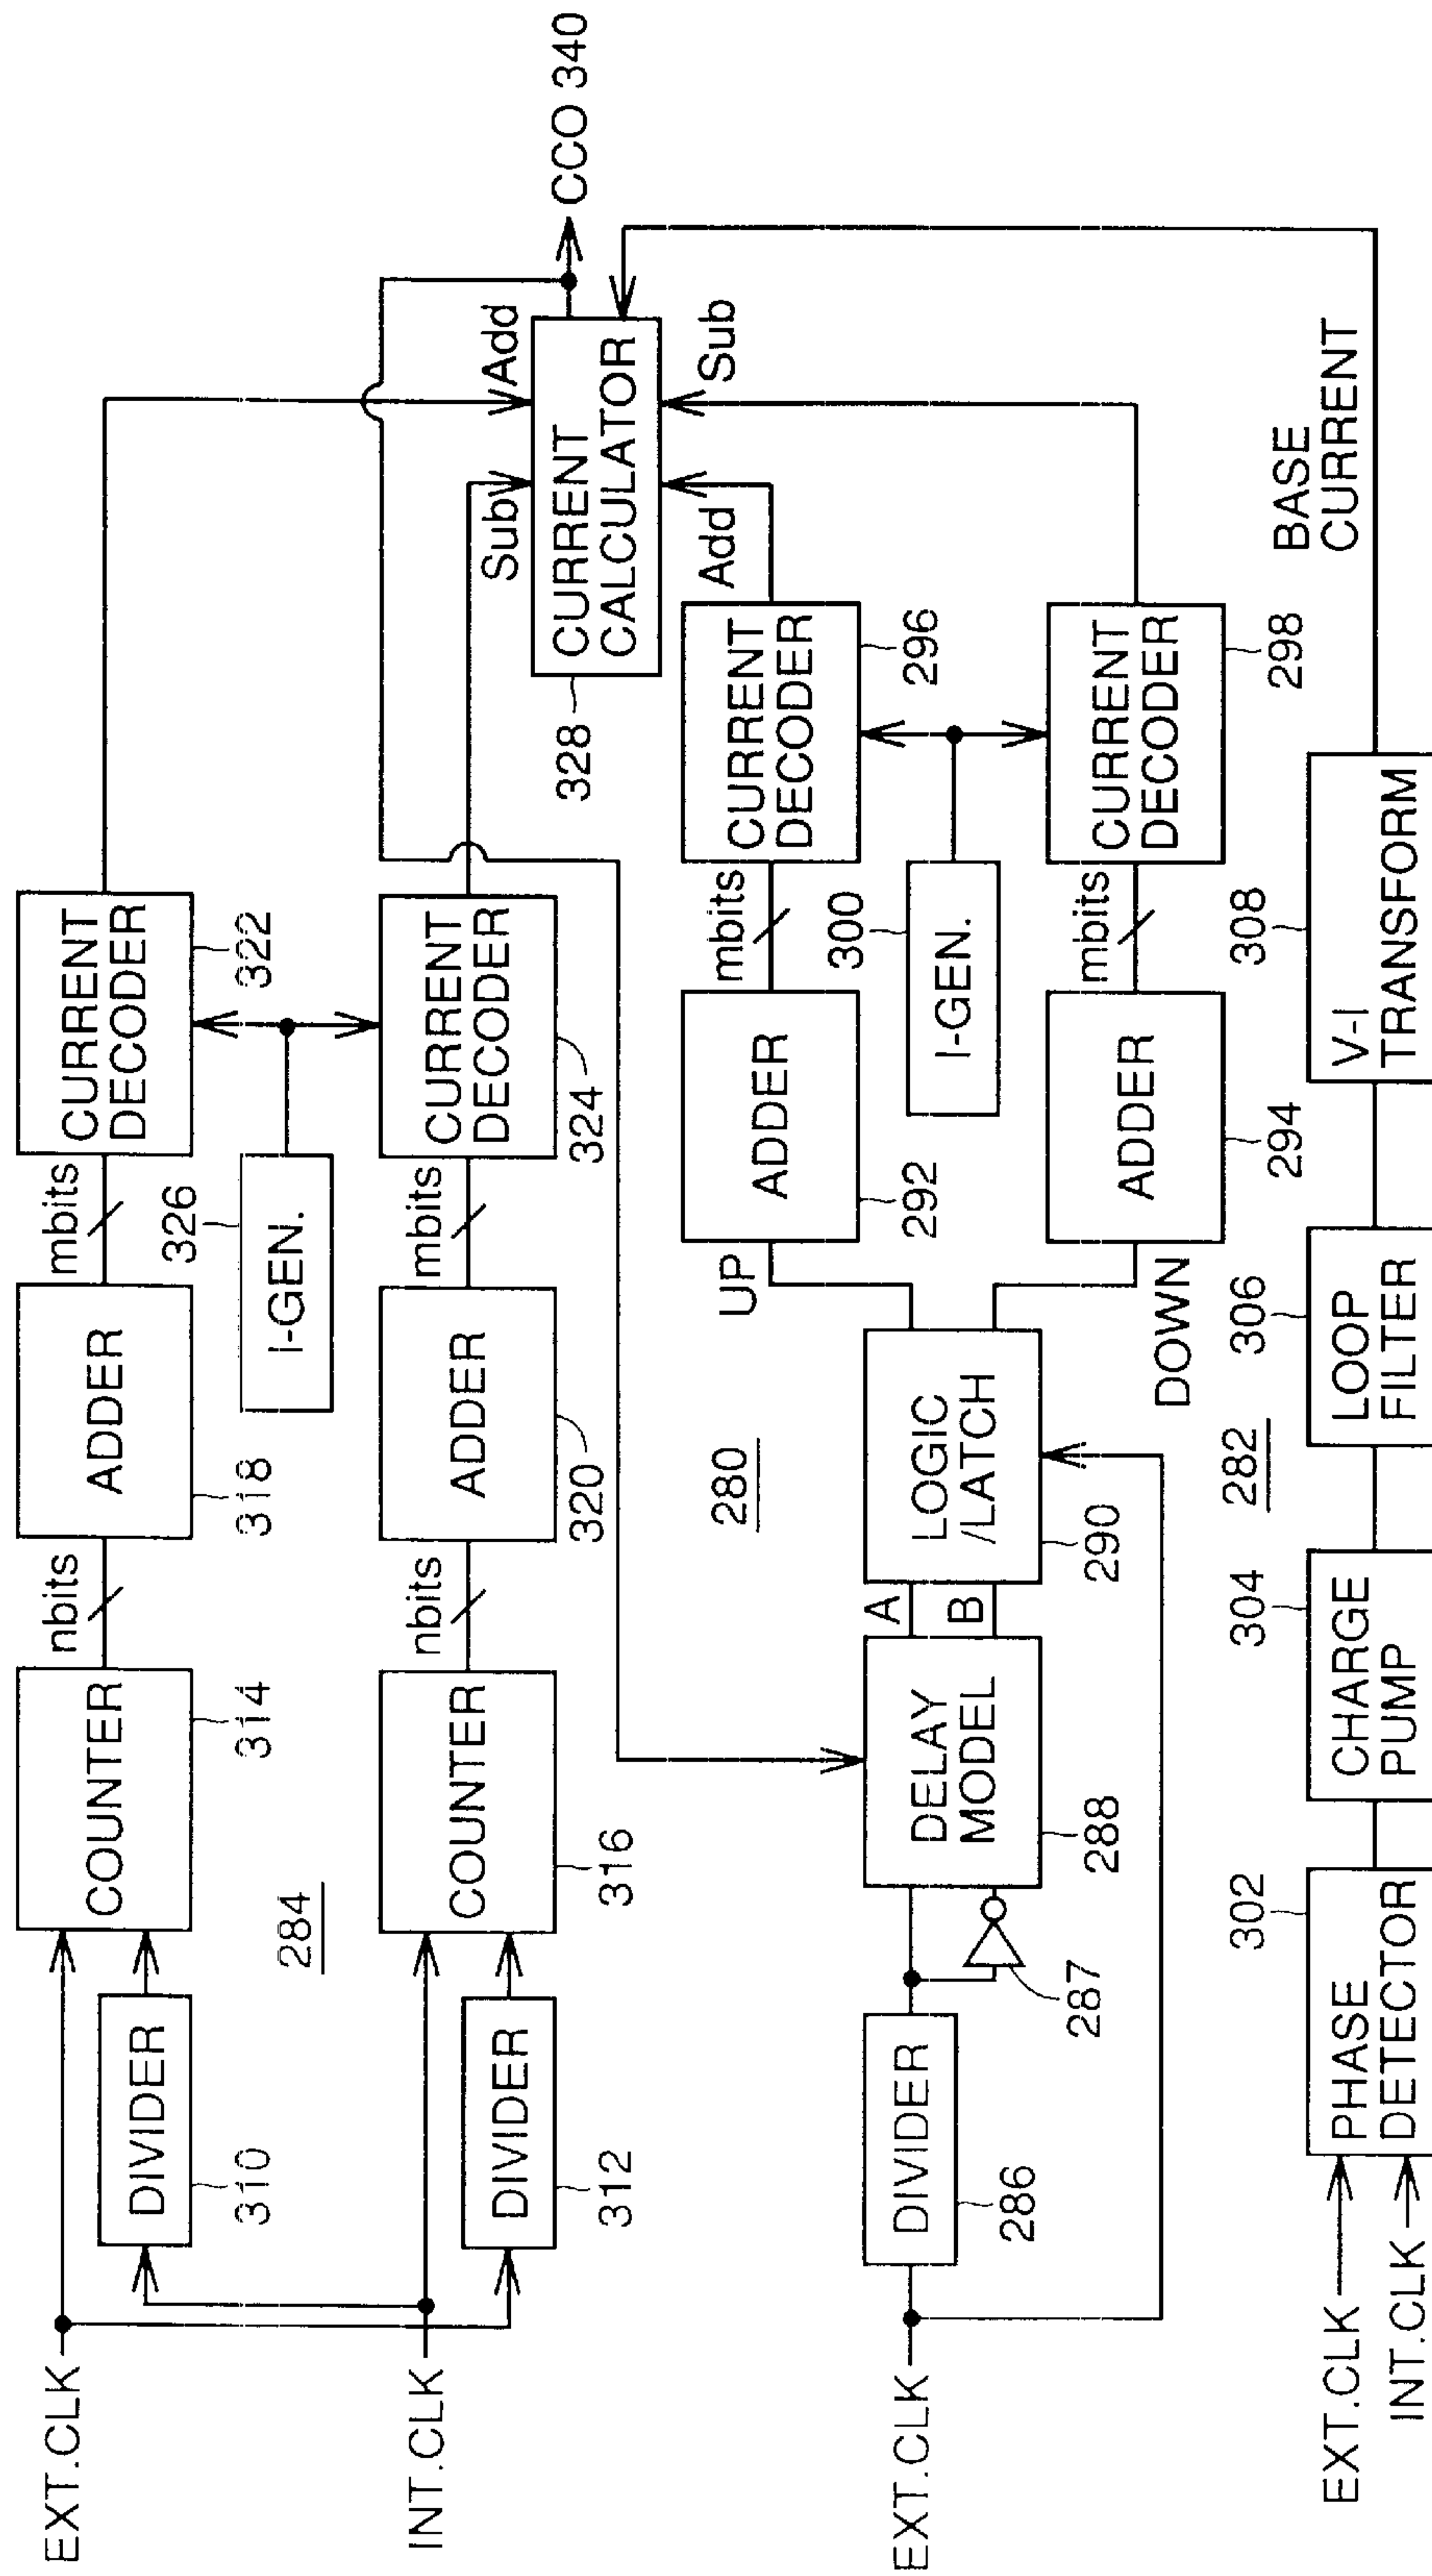 EXT.CLK
DIVIDER
310
COUNTER
314
nbits
ADDER
318
mbits
CURRENT
DECODER
322
326
I-GEN.
284
INT.CLK
DIVIDER
312
COUNTER
316
nbits
ADDER
320
mbits
CURRENT
DECODER
324
Sub
Add
CURRENT
CALCULATOR
328
CCO 340
Add
Sub
280
EXT.CLK
DIVIDER
286
287
DELAY
MODEL
288
A
B
LOGIC
/LATCH
290
UP
DOWN
ADDER
292
mbits
CURRENT
DECODER
296
300
I-GEN.
ADDER
294
mbits
CURRENT
DECODER
298
282
EXT.CLK
INT.CLK
302
PHASE
DETECTOR
304
CHARGE
PUMP
306
LOOP
FILTER
308
V-I
TRANSFORM
BASE
CURRENT